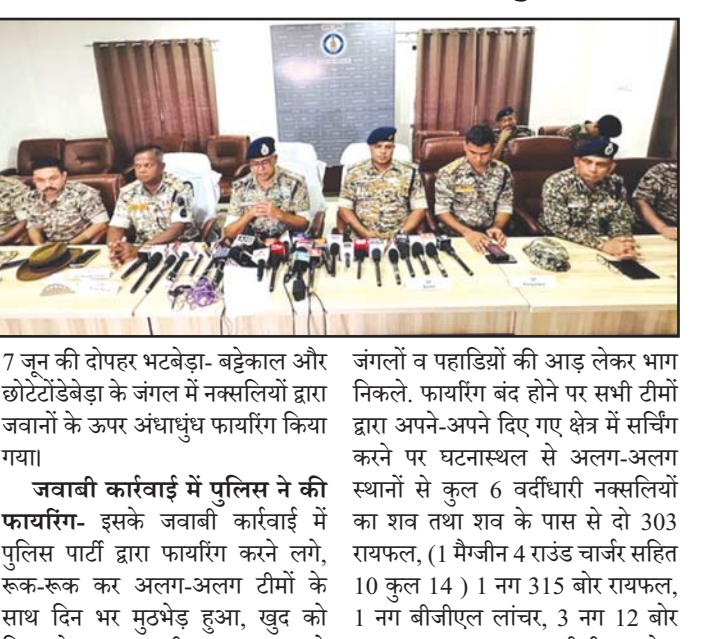 7 जून की दोपहर भटबेड़ा- बट्टेकाल और
छोटेटोंडेबेड़ा के जंगल में नक्सलियों द्वारा
जवानों के ऊपर अंधाधुंध फायरिंग किया
गया।
जवाबी कार्रवाई में पुलिस ने की
फायरिंग- इसके जवाबी कार्रवाई में
पुलिस पार्टी द्वारा फायरिंग करने लगे,
रूक-रूक कर अलग-अलग टीमों के
साथ दिन भर मुठभेड़ हुआ, खुद को
जंगलों व पहाडिय़ों की आड़ लेकर भाग
निकले. फायरिंग बंद होने पर सभी टीमों
द्वारा अपने-अपने दिए गए क्षेत्र में सर्चिंग
करने पर घटनास्थल से अलग-अलग
स्थानों से कुल 6 वर्दीधारी नक्सलियों
का शव तथा शव के पास से दो 303
रायफल, (1 मैग्जीन 4 राउंड चार्जर सहित
10 कुल 14 ) 1 नग 315 बोर रायफल,
1 नग बीजीएल लांचर, 3 नग 12 बोर